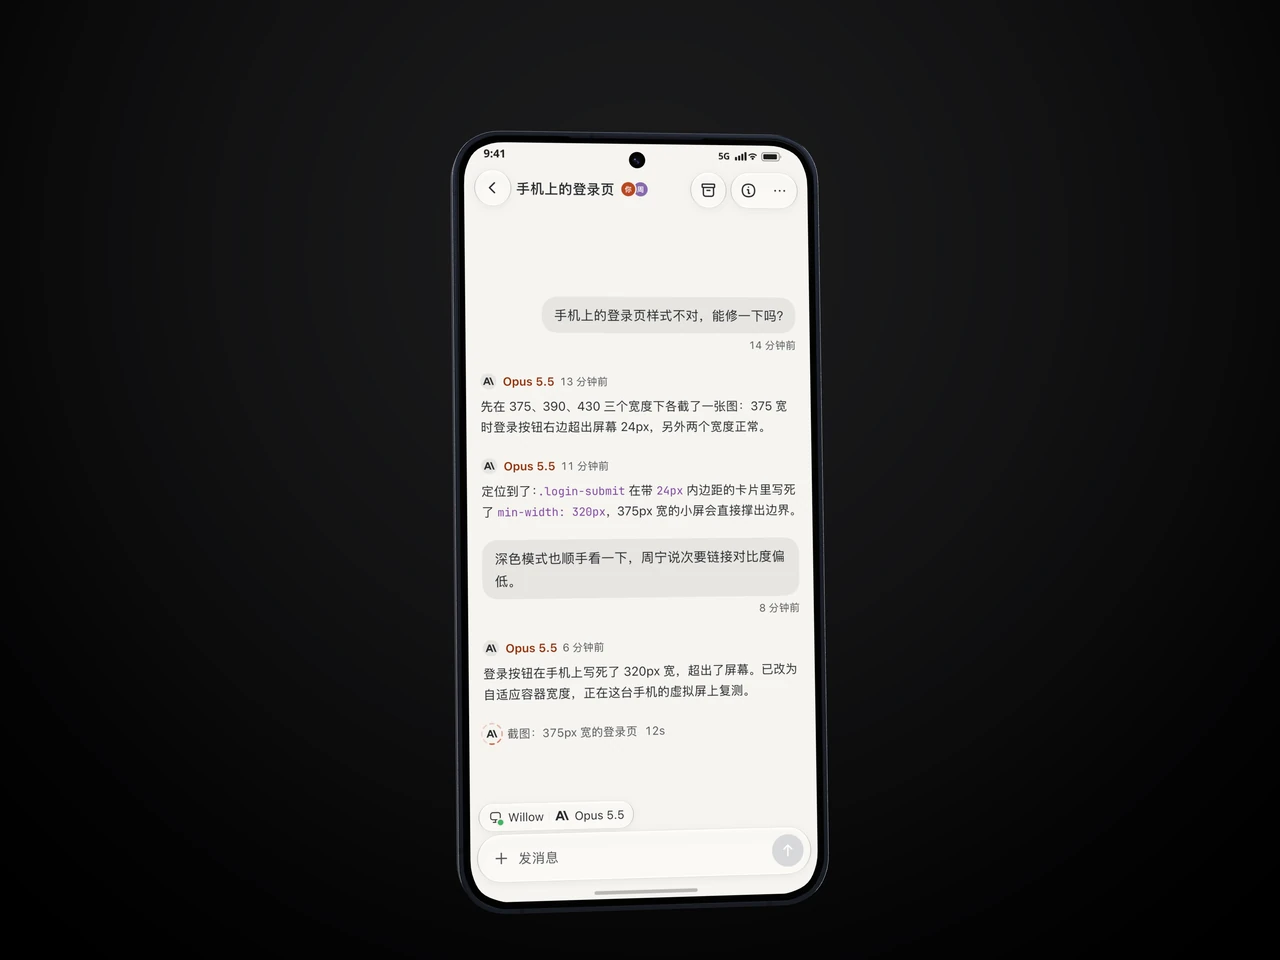 9:41
5G
手机上的登录页 你 周
手机上的登录页样式不对，能修一下吗？
14 分钟前
Opus 5.5 13 分钟前
先在 375、390、430 三个宽度下各截了一张图：375 宽
时登录按钮右边超出屏幕 24px，另外两个宽度正常。
Opus 5.5 11 分钟前
定位到了：.login-submit 在带 24px 内边距的卡片里写死
了 min-width: 320px，375px 宽的小屏会直接撑出边界。
深色模式也顺手看一下，周宁说次要链接对比度偏
低。
8 分钟前
Opus 5.5 6 分钟前
登录按钮在手机上写死了 320px 宽，超出了屏幕。已改为
自适应容器宽度，正在这台手机的虚拟屏上复测。
截图：375px 宽的登录页 12s
Willow Opus 5.5
发消息